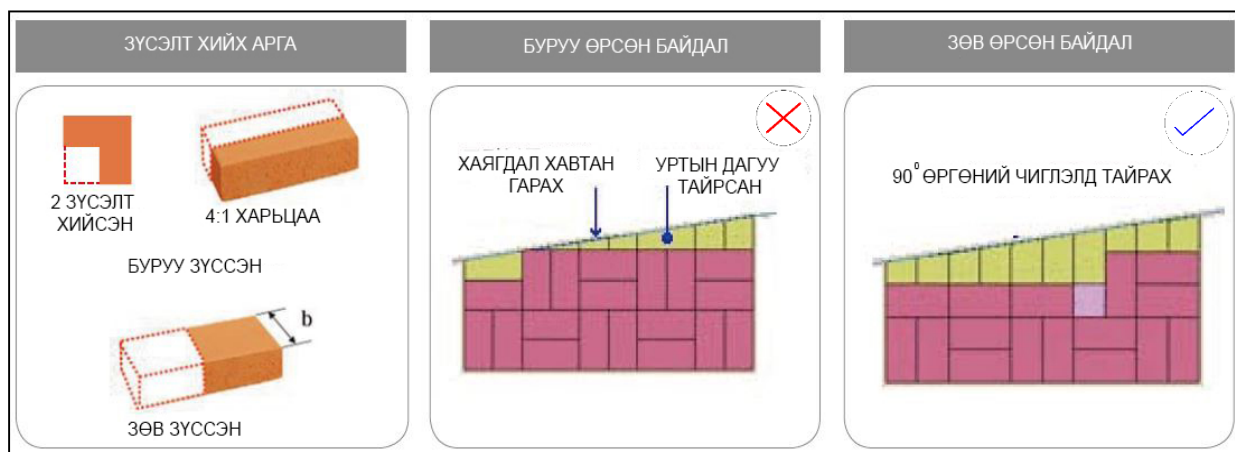 ЗҮСЭЛТ ХИЙХ АРГА
2 ЗҮСЭЛТ
ХИЙСЭН
4:1 ХАРЬЦАА
БУРУУ ЗҮССЭН
b
ЗӨВ ЗҮССЭН
БУРУУ ӨРСӨН БАЙДАЛ
ХАЯГДАЛ ХАВТАН
ГАРАХ
УРТЫН ДАГУУ
ТАЙРСАН
ЗӨВ ӨРСӨН БАЙДАЛ
90⁰ ӨРГӨНИЙ ЧИГЛЭЛД ТАЙРАХ